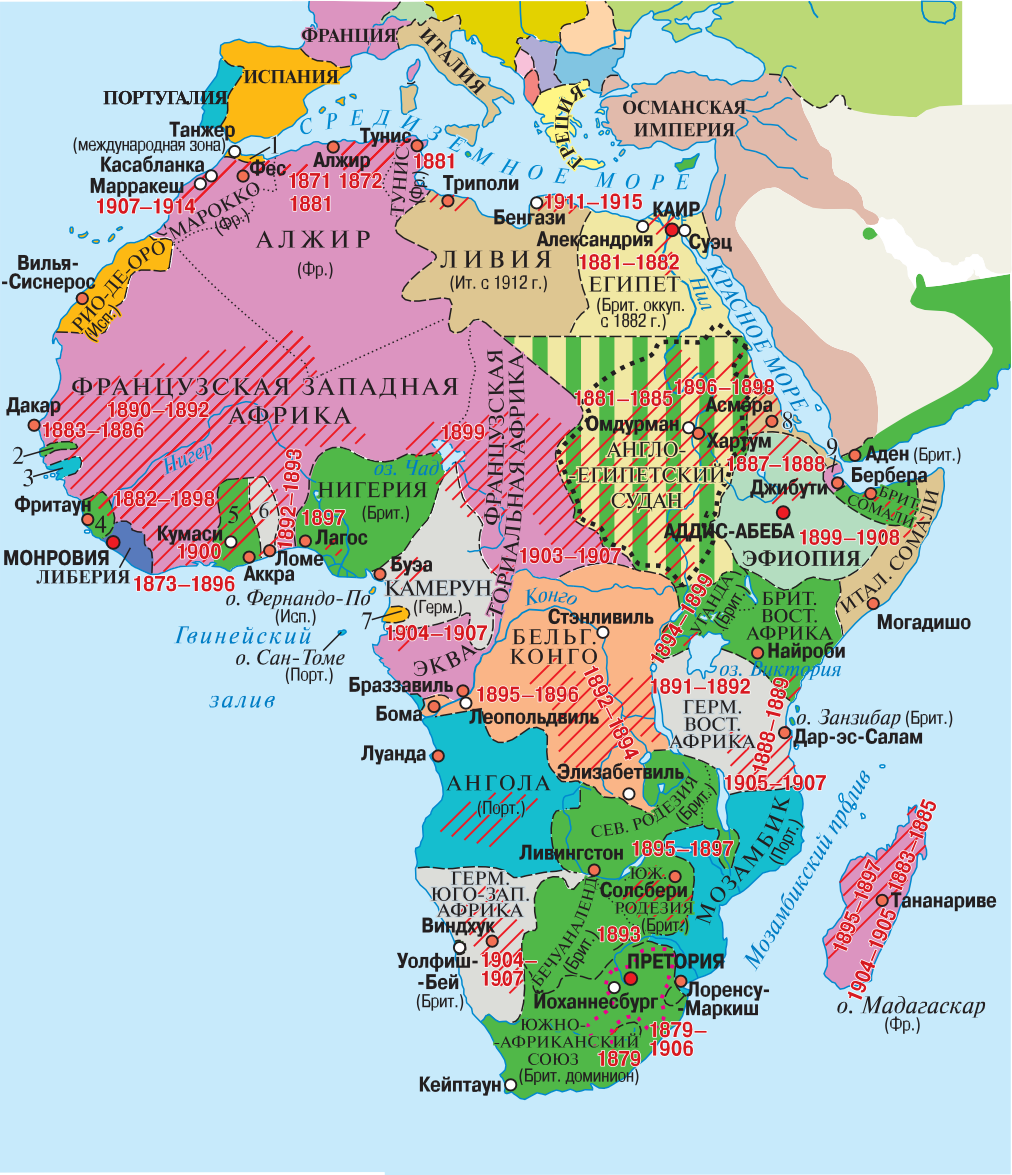 ФРАНЦИЯ
ИТАЛИЯ
ИСПАНИЯ
ПОРТУГАЛИЯ
ГРЕЦИЯ
ОСМАНСКАЯ
ИМПЕРИЯ
СРЕДИЗЕМНОЕ МОРЕ
Танжер
(международная зона)
1
Касабланка
Фес
Марракеш
1907–1914
МАРОККО
(Фр.)
Алжир
1871 1872
1881
Тунис
1881
ТУНИС
(Фр.)
Триполи
Бенгази
1911–1915
Александрия
КАИР
Суэц
1881–1882
АЛЖИР
(Фр.)
ЛИВИЯ
(Ит. с 1912 г.)
ЕГИПЕТ
(Брит. оккуп.
с 1882 г.)
Нил
КРАСНОЕ МОРЕ
Вилья-
-Сиснерос
РИО-ДЕ-ОРО
(Исп.)
ФРАНЦУЗСКАЯ ЗАПАДНАЯ
АФРИКА
1890–1892
Дакар
1883–1886
2
3
Нигер
1899
ФРАНЦУЗСКАЯ
ЭКВАТОРИАЛЬНАЯ АФРИКА
1881–1885
1896–1898
Асмэра
8
Омдурман
Хартум
АНГЛО-
-ЕГИПЕТСКИЙ
СУДАН
1887–1888
9
Аден (Брит.)
Джибути
Бербера
БРИТ.
СОМАЛИ
АДДИС-АБЕБА
1899–1908
ЭФИОПИЯ
ИТАЛ. СОМАЛИ
Могадишо
Фритаун
4
1882–1898
Кумаси
1900
5
6
1892–1893
оз. Чад
НИГЕРИЯ
(Брит.)
1897
Лагос
МОНРОВИЯ
ЛИБЕРИЯ
1873–1896
Аккра
Ломе
Буэа
КАМЕРУН
(Герм.)
о. Фернандо-По
(Исп.)
7
1904–1907
1903–1907
Гвинейский
залив
о. Сан-Томе
(Порт.)
Конго
Стэнливиль
БЕЛЬГ.
КОНГО
1894–1899
УГАНДА
(Брит.)
БРИТ.
ВОСТ.
АФРИКА
Найроби
оз. Виктория
Браззавиль
1895–1896
Бома
Леопольдвиль
1892–1894
1891–1892
ГЕРМ.
ВОСТ.
АФРИКА
1888–1889
о. Занзибар (Брит.)
Дар-эс-Салам
1905–1907
Луанда
АНГОЛА
(Порт.)
Элизабетвиль
СЕВ. РОДЕЗИЯ
(Брит.)
МОЗАМБИК
(Порт.)
Мозамбикский пролив
Ливингстон
1895–1897
ЮЖ.
Солсбери
РОДЕЗИЯ
(Брит.)
1883–1885
1895–1897
1904–1905
Тананариве
о. Мадагаскар
(Фр.)
ГЕРМ.
ЮГО-ЗАП.
АФРИКА
Виндхук
Уолфиш-
-Бей
(Брит.)
1904–
1907
БЕЧУАНАЛЕНД
(Брит.)
1893
ПРЕТОРИЯ
Йоханнесбург
Лоренсу-
-Маркиш
ЮЖНО-
-АФРИКАНСКИЙ
СОЮЗ
(Брит. доминион)
1879
1879–
1906
Кейптаун